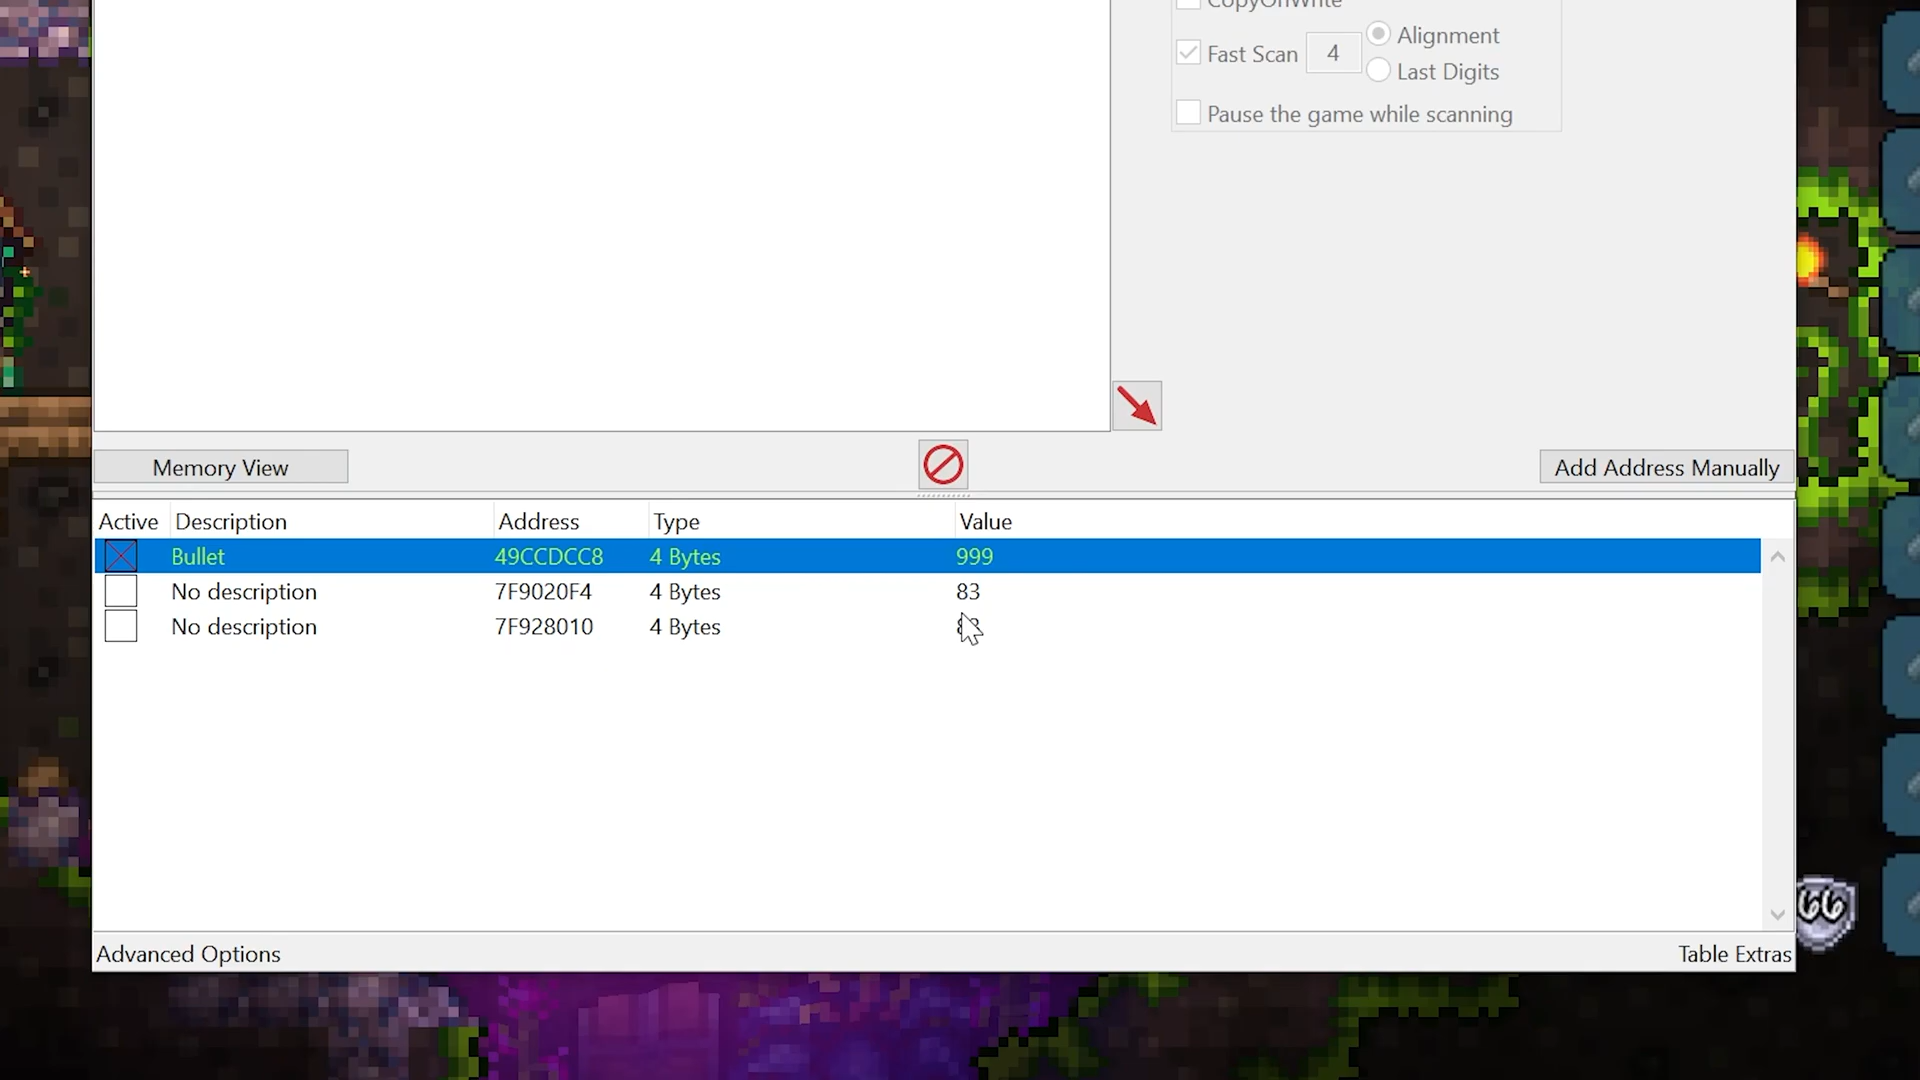 CopyOnWrite
Fast Scan 4 Alignment
Last Digits
Pause the game while scanning
Memory View Add Address Manually
Active Description Address Type Value
Bullet 49CCDCC8 4 Bytes 999
No description 7F9020F4 4 Bytes 83
No description 7F928010 4 Bytes
66
Advanced Options Table Extras